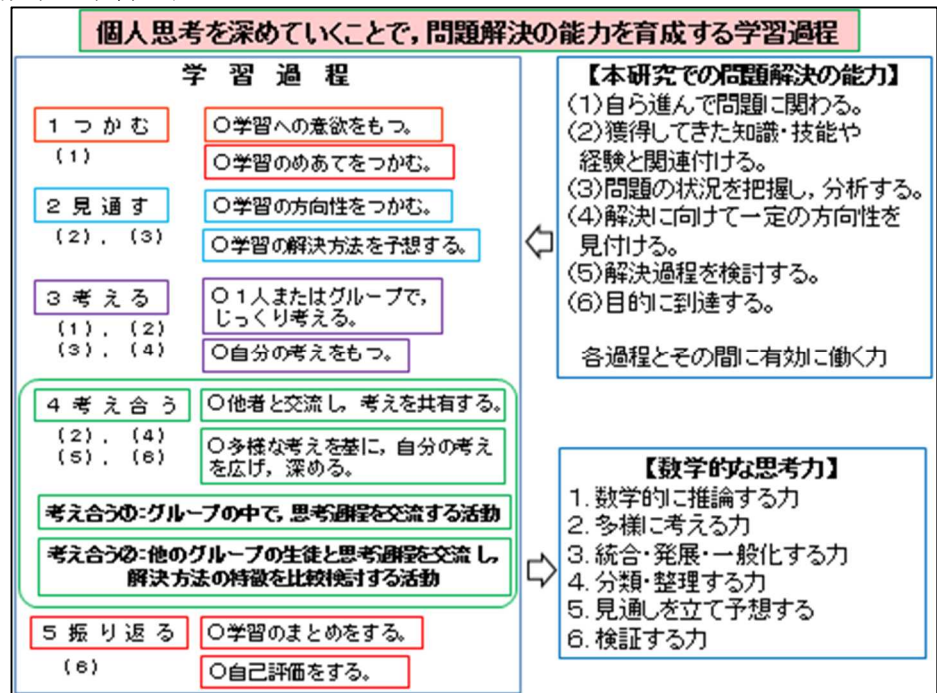 個人思考を深めていくことで，問題解決の能力を育成する学習過程
学 習 過 程
1 つ か む
(1)
○学習への意欲をもつ。
○学習のめあてをつかむ。
2 見 通 す
(2)，(3)
○学習の方向性をつかむ。
○学習の解決方法を予想する。
3 考 え る
(1)，(2)
(3)，(4)
○1人またはグループで，
じっくり考える。
○自分の考えをもつ。
4 考 え 合 う
(2)，(4)
(5)，(6)
○他者と交流し，考えを共有する。
○多様な考えを基に，自分の考え
を広げ，深める。
考え合う①:グループの中で，思考過程を交流する活動
考え合う②:他のグループの生徒と思考過程を交流し，
解決方法の特徴を比較検討する活動
5 振 り 返 る
(6)
○学習のまとめをする。
○自己評価をする。
【本研究での問題解決の能力】
(1)自ら進んで問題に関わる。
(2)獲得してきた知識・技能や
経験と関連付ける。
(3)問題の状況を把握し，分析する。
(4)解決に向けて一定の方向性を
見付ける。
(5)解決過程を検討する。
(6)目的に到達する。
各過程とその間に有効に働く力
【数学的な思考力】
1. 数学的に推論する力
2. 多様に考える力
3. 統合・発展・一般化する力
4. 分類・整理する力
5. 見通しを立て予想する
6. 検証する力